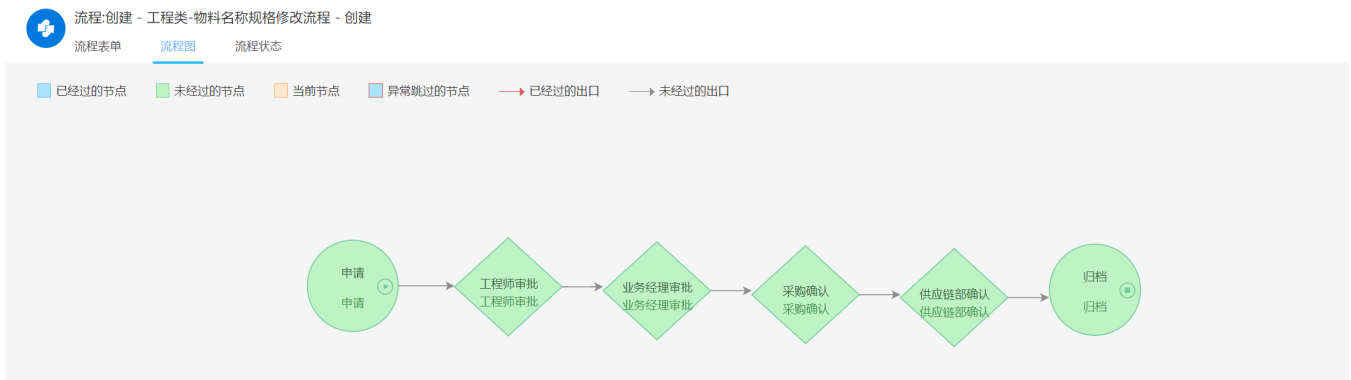 流程:创建 - 工程类-物料名称规格修改流程 - 创建
流程表单 流程图 流程状态
已经过的节点 未经过的节点 当前节点 异常跳过的节点 已经过的出口 未经过的出口
申请
申请
工程师审批
工程师审批
业务经理审批
业务经理审批
采购确认
采购确认
供应链部确认
供应链部确认
归档
归档